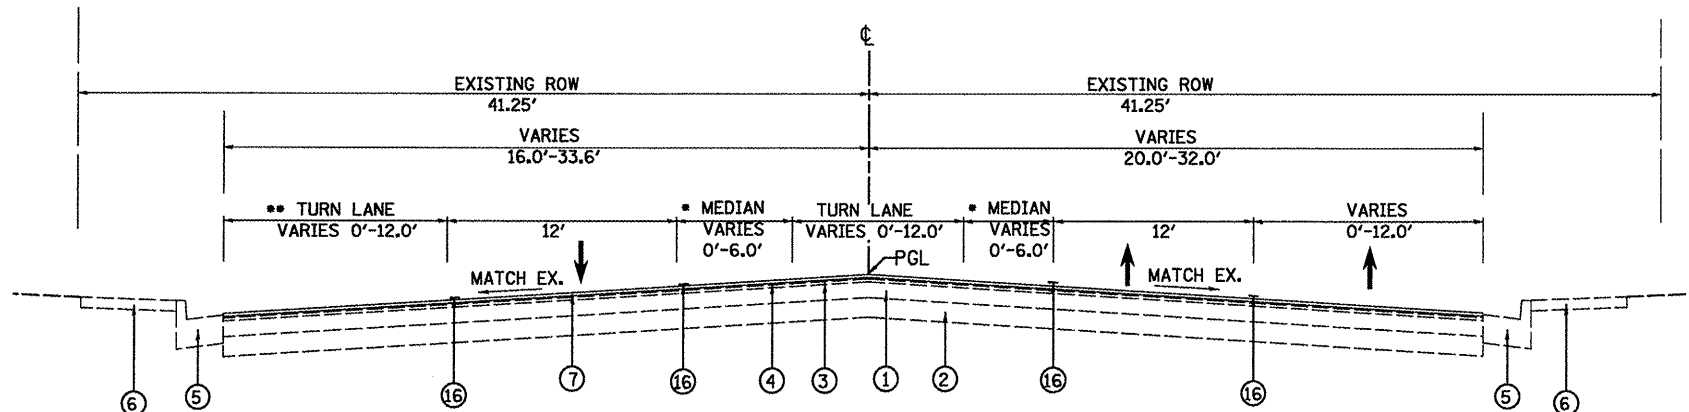 ℄
EXISTING ROW
41.25'
EXISTING ROW
41.25'
VARIES
16.0'-33.6'
VARIES
20.0'-32.0'
** TURN LANE
VARIES 0'-12.0'
12'
* MEDIAN
VARIES
0'-6.0'
TURN LANE
VARIES 0'-12.0'
* MEDIAN
VARIES
0'-6.0'
12'
VARIES
0'-12.0'
PGL
MATCH EX.
MATCH EX.
6
5
16
7
16
4
3
1
2
16
16
5
6